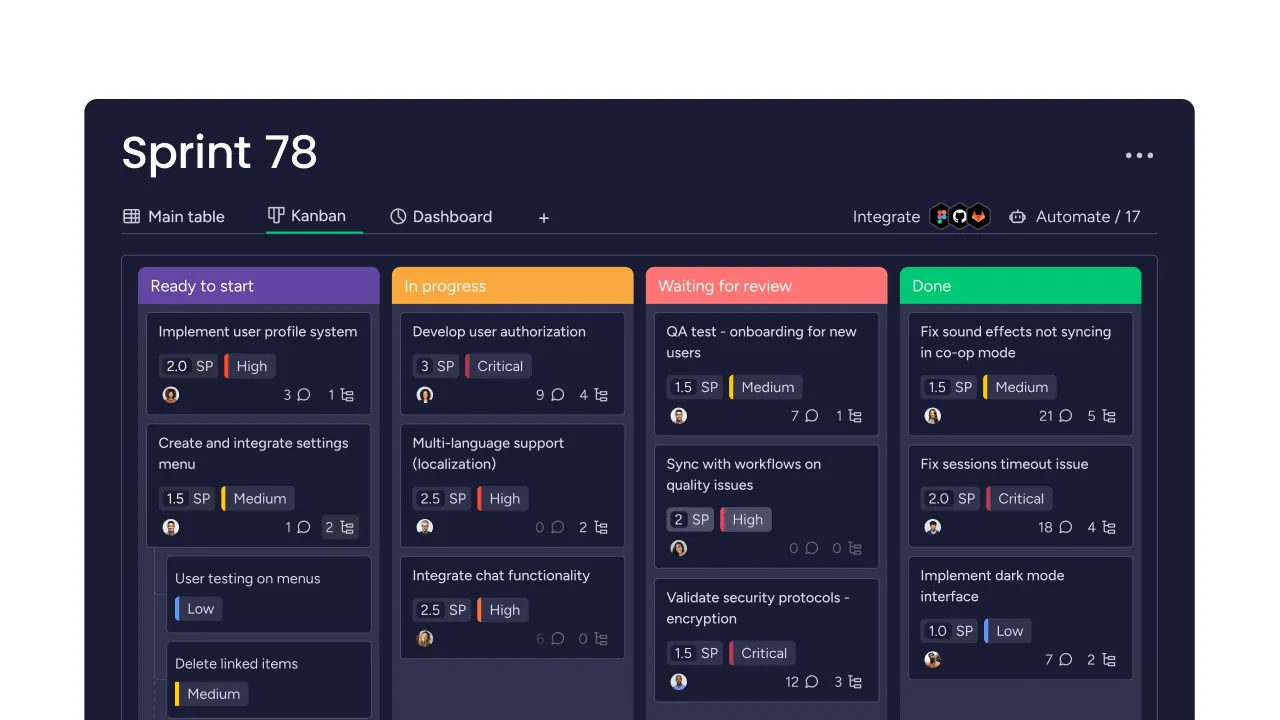 Sprint 78
Main table
Kanban
Dashboard
+
Integrate
Automate / 17
Ready to start
Implement user profile system
2.0 SP
High
3
1
Create and integrate settings
menu
1.5 SP
Medium
1
2
User testing on menus
Low
Delete linked items
Medium
In progress
Develop user authorization
3 SP
Critical
9
4
Multi-language support
(localization)
2.5 SP
High
0
2
Integrate chat functionality
2.5 SP
High
6
0
Waiting for review
QA test - onboarding for new
users
1.5 SP
Medium
7
1
Sync with workflows on
quality issues
2 SP
High
0
0
Validate security protocols -
encryption
1.5 SP
Critical
12
3
Done
Fix sound effects not syncing
in co-op mode
1.5 SP
Medium
21
5
Fix sessions timeout issue
2.0 SP
Critical
18
4
Implement dark mode
interface
1.0 SP
Low
7
2